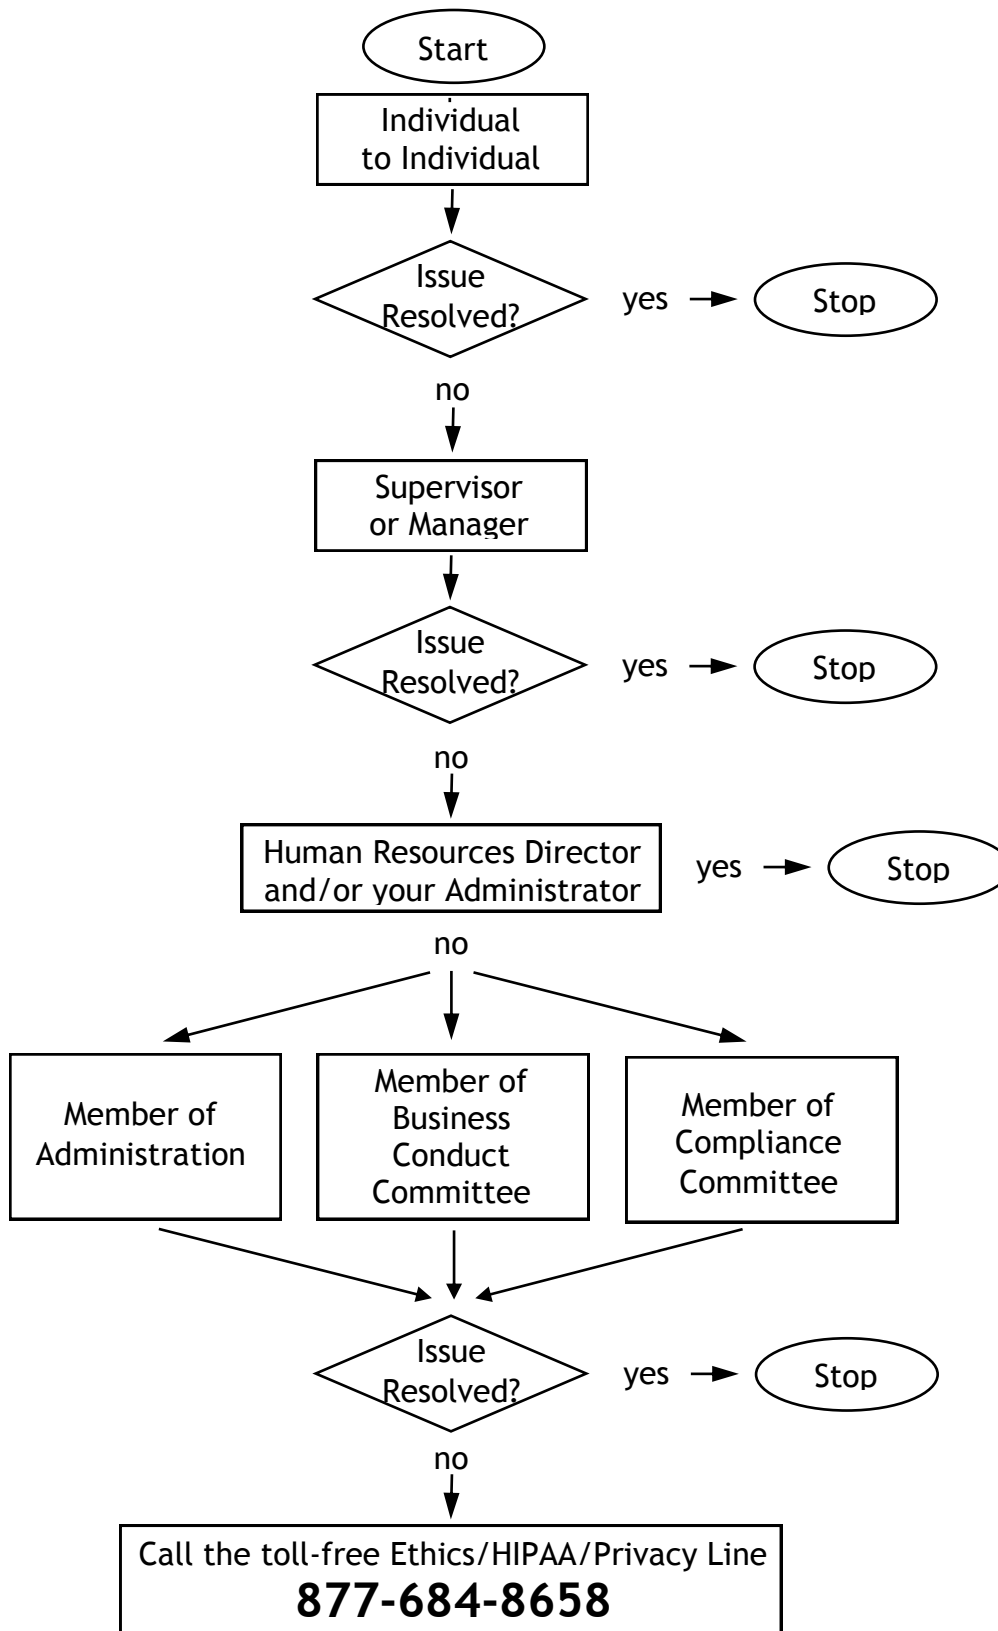 Start
Individual
to Individual
Issue
Resolved?
yes
Stop
no
Supervisor
or Manager
Issue
Resolved?
yes
Stop
no
Human Resources Director
and/or your Administrator
yes
Stop
no
Member of
Administration
Member of
Business
Conduct
Committee
Member of
Compliance
Committee
Issue
Resolved?
yes
Stop
no
Call the toll-free Ethics/HIPAA/Privacy Line
877-684-8658